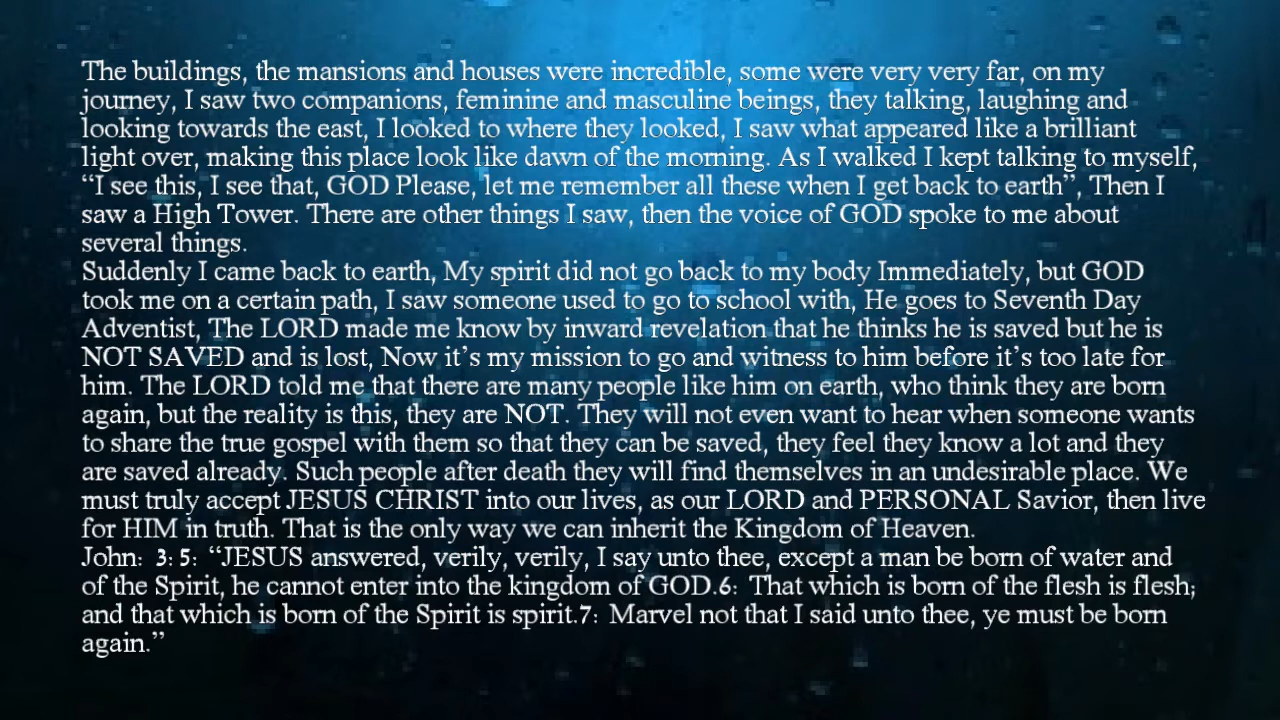 The buildings, the mansions and houses were incredible, some were very very far, on my
journey, I saw two companions, feminine and masculine beings, they talking, laughing and
looking towards the east, I looked to where they looked, I saw what appeared like a brilliant
light over, making this place look like dawn of the morning. As I walked I kept talking to myself,
“I see this, I see that, GOD Please, let me remember all these when I get back to earth”, Then I
saw a High Tower. There are other things I saw, then the voice of GOD spoke to me about
several things.
Suddenly I came back to earth, My spirit did not go back to my body Immediately, but GOD
took me on a certain path, I saw someone used to go to school with, He goes to Seventh Day
Adventist, The LORD made me know by inward revelation that he thinks he is saved but he is
NOT SAVED and is lost, Now it’s my mission to go and witness to him before it’s too late for
him. The LORD told me that there are many people like him on earth, who think they are born
again, but the reality is this, they are NOT. They will not even want to hear when someone wants
to share the true gospel with them so that they can be saved, they feel they know a lot and they
are saved already. Such people after death they will find themselves in an undesirable place. We
must truly accept JESUS CHRIST into our lives, as our LORD and PERSONAL Savior, then live
for HIM in truth. That is the only way we can inherit the Kingdom of Heaven.
John: 3:5: “JESUS answered, verily, verily, I say unto thee, except a man be born of water and
of the Spirit, he cannot enter into the kingdom of GOD.6: That which is born of the flesh is flesh;
and that which is born of the Spirit is spirit.7: Marvel not that I said unto thee, ye must be born
again.”